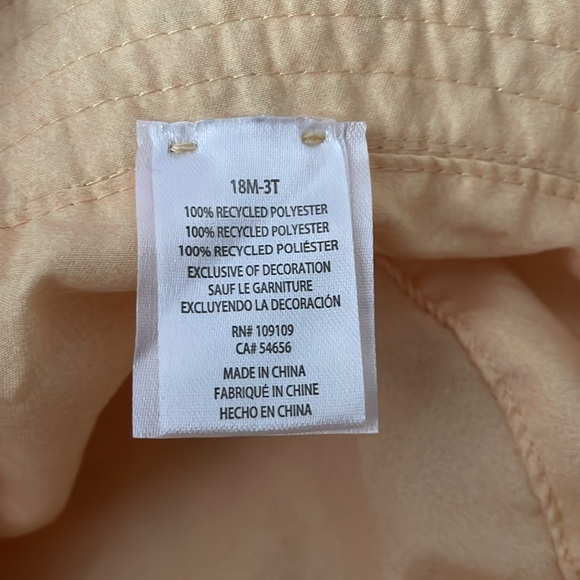 18M-3T
100% RECYCLED POLYESTER
100% RECYCLED POLYESTER
100% RECYCLED POLIÉSTER
EXCLUSIVE OF DECORATION
SAUF LE GARNITURE
EXCLUYENDO LA DECORACIÓN
RN# 109109
CA# 54656
MADE IN CHINA
FABRIQUÉ IN CHINE
HECHO EN CHINA